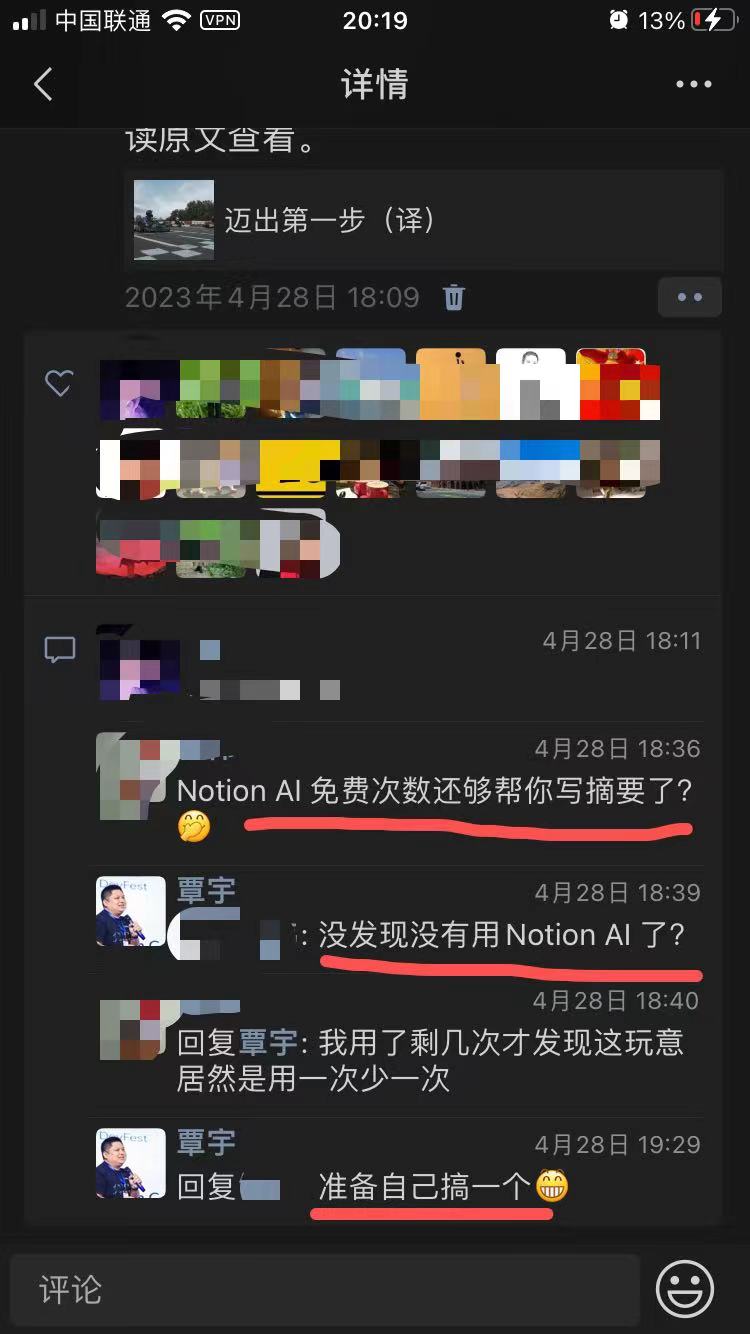 中国联通 VPN 20:19 13%
详情
读原文查看。
迈出第一步（译）
2023年4月28日 18:09
4月28日 18:11
4月28日 18:36
Notion AI 免费次数还够帮你写摘要了?
🤭
DevFest
覃宇 4月28日 18:39
: 没发现没有用Notion AI 了?
4月28日 18:40
回复覃宇: 我用了剩几次才发现这玩意
居然是用一次少一次
DevFest
覃宇 4月28日 19:29
回复 准备自己搞一个😁
评论